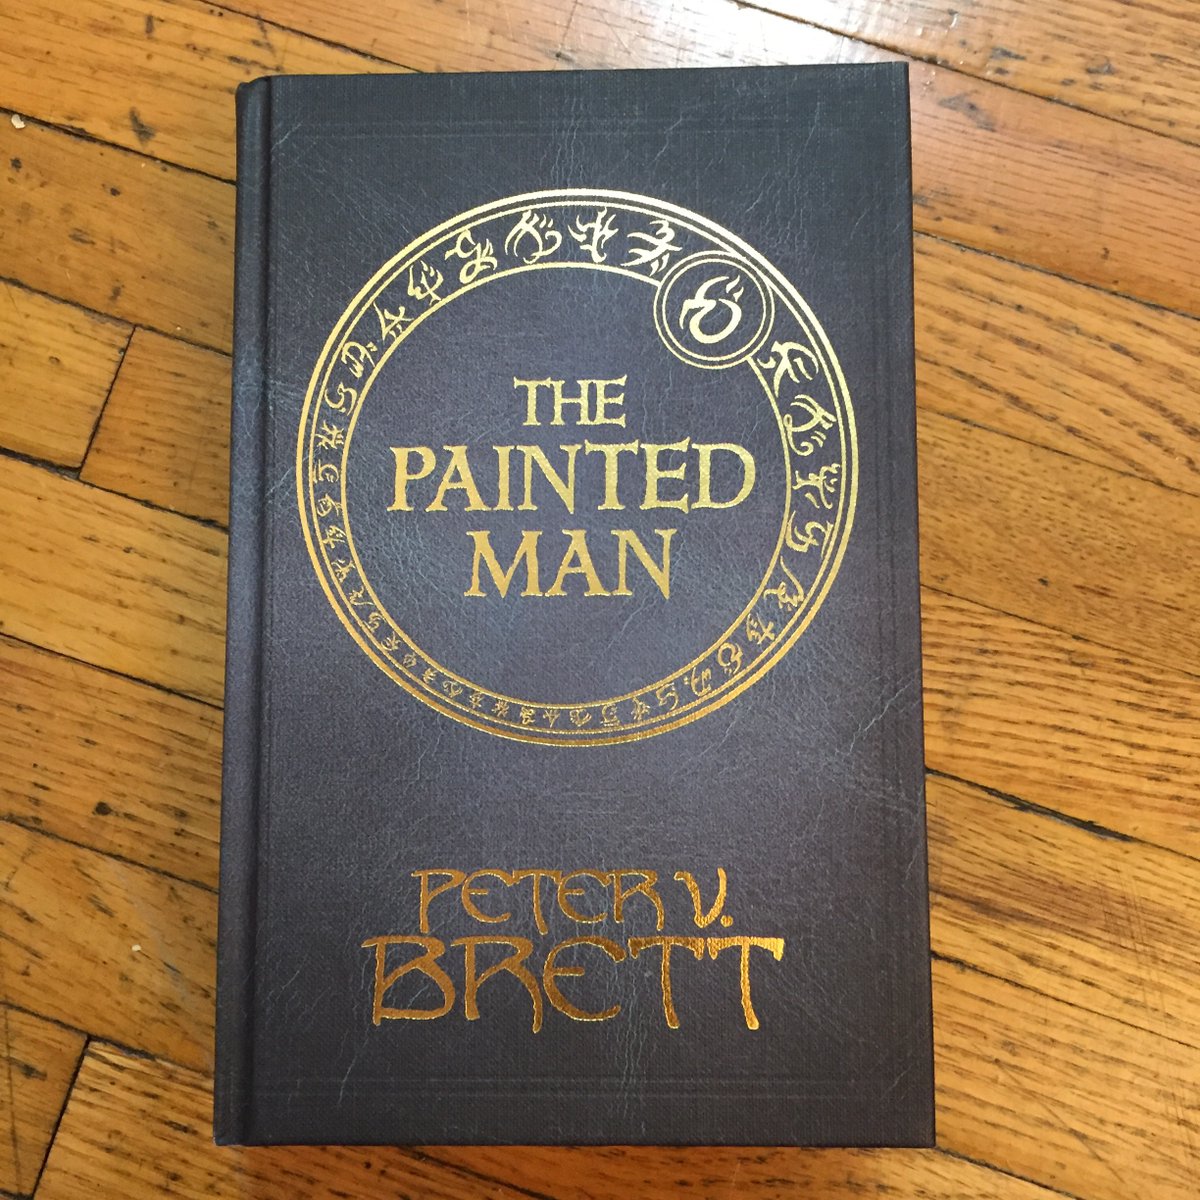 THE
PAINTED
MAN
PETER V.
BRETT